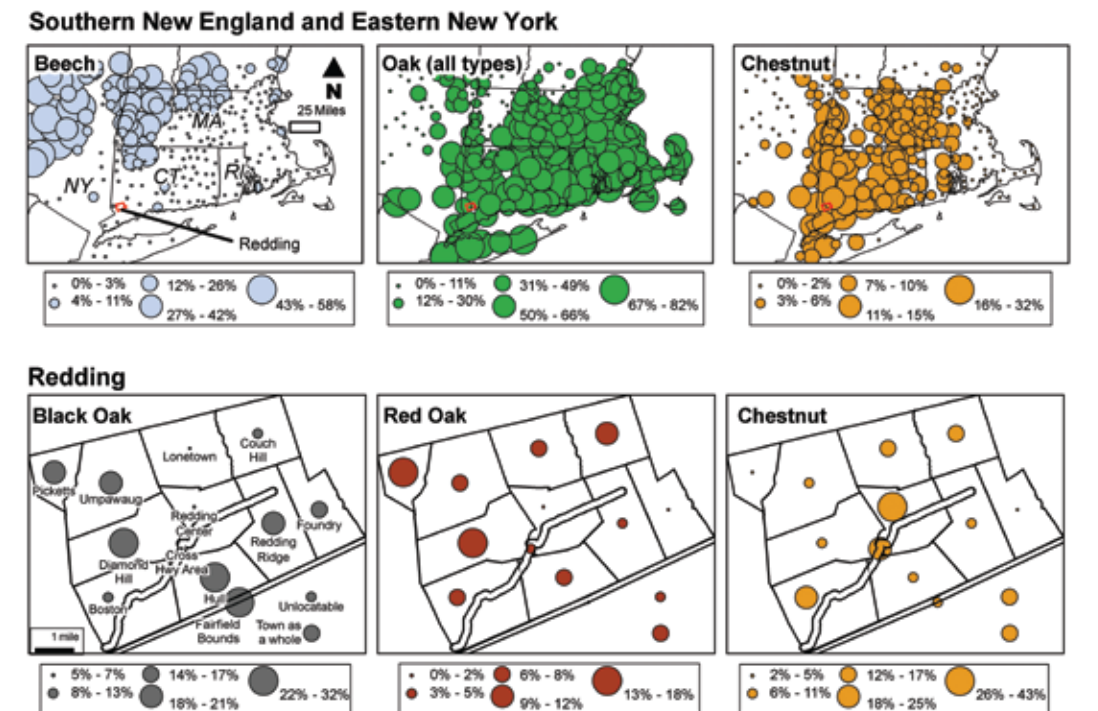 Southern New England and Eastern New York
Beech
N
25 Miles
MA
CT
RI
NY
Redding
0% - 3%
4% - 11%
12% - 26%
27% - 42%
43% - 58%
Oak (all types)
0% - 11%
12% - 30%
31% - 49%
50% - 66%
67% - 82%
Chestnut
0% - 2%
3% - 6%
7% - 10%
11% - 15%
16% - 32%
Redding
Black Oak
Couch
Hill
Lonetown
Picketts
Umpawaug
Redding
Center
Foundry
Redding
Ridge
Cross
Hwy Area
Diamond
Hill
Boston
Hull
Fairfield
Bounds
Unlocatable
Town as
a whole
1 mile
5% - 7%
8% - 13%
14% - 17%
18% - 21%
22% - 32%
Red Oak
0% - 2%
3% - 5%
6% - 8%
9% - 12%
13% - 18%
Chestnut
2% - 5%
6% - 11%
12% - 17%
18% - 25%
26% - 43%